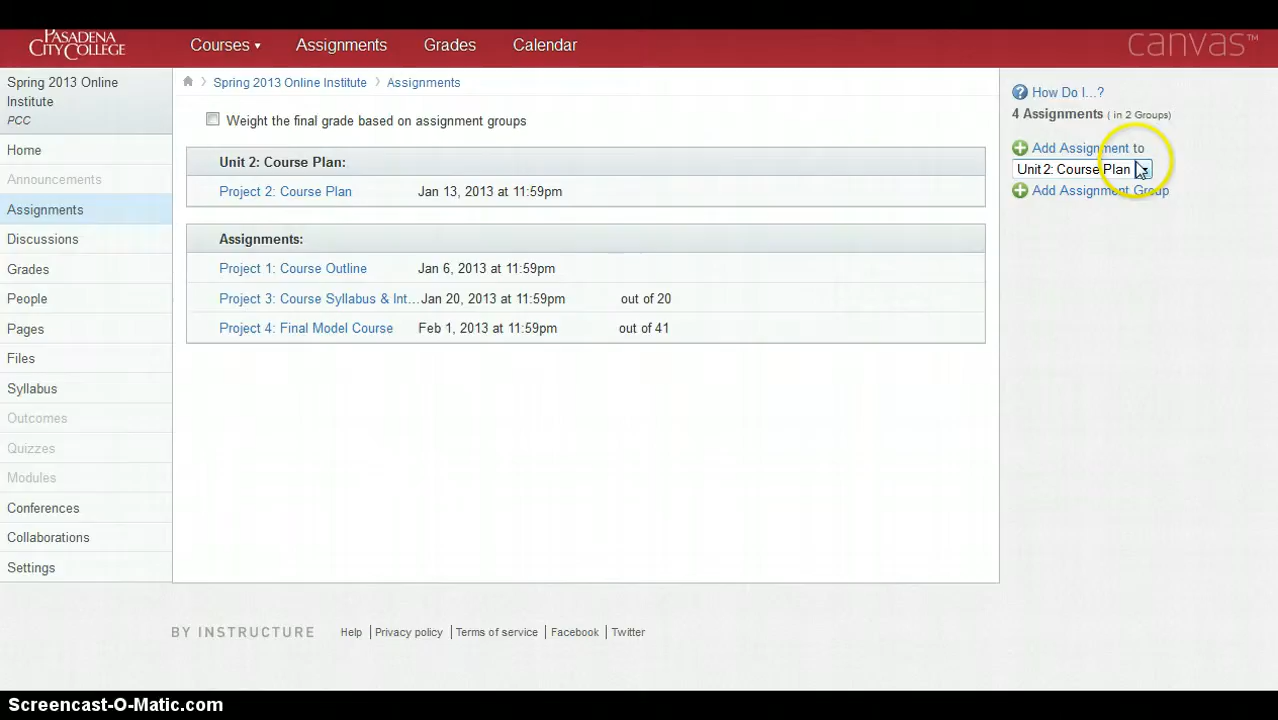 PASADENA
CITY COLLEGE
Courses
Assignments
Grades
Calendar
canvas™
Spring 2013 Online
Institute
PCC
Home
Announcements
Assignments
Discussions
Grades
People
Pages
Files
Syllabus
Outcomes
Quizzes
Modules
Conferences
Collaborations
Settings
Spring 2013 Online Institute
Assignments
Weight the final grade based on assignment groups
Unit 2: Course Plan:
Project 2: Course Plan Jan 13, 2013 at 11:59pm
Assignments:
Project 1: Course Outline Jan 6, 2013 at 11:59pm
Project 3: Course Syllabus & Int... Jan 20, 2013 at 11:59pm out of 20
Project 4: Final Model Course Feb 1, 2013 at 11:59pm out of 41
How Do I...?
4 Assignments ( in 2 Groups)
Add Assignment to
Unit 2: Course Plan
Add Assignment Group
BY INSTRUCTURE
Help | Privacy policy | Terms of service | Facebook | Twitter
Screencast-O-Matic.com